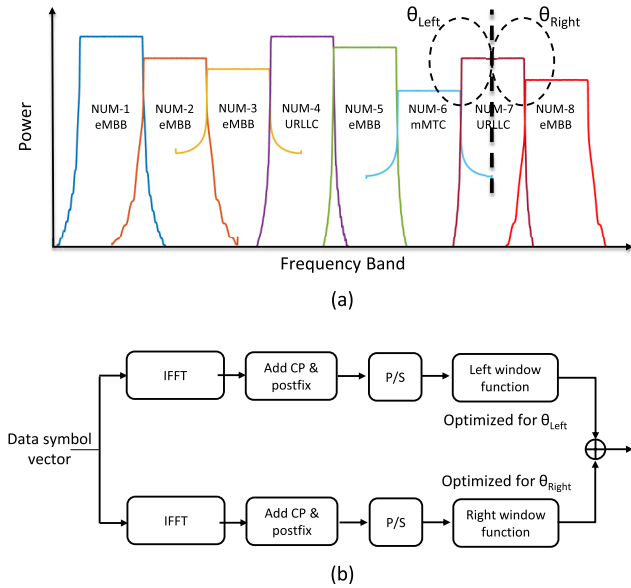 θLeft
θRight
Power
NUM-1
eMBB
NUM-2
eMBB
NUM-3
eMBB
NUM-4
URLLC
NUM-5
eMBB
NUM-6
mMTC
NUM-7
URLLC
NUM-8
eMBB
Frequency Band
(a)
IFFT
Add CP &
postfix
P/S
Left window
function
Optimized for θLeft
Data symbol
vector
Optimized for θRight
IFFT
Add CP &
postfix
P/S
Right window
function
(b)